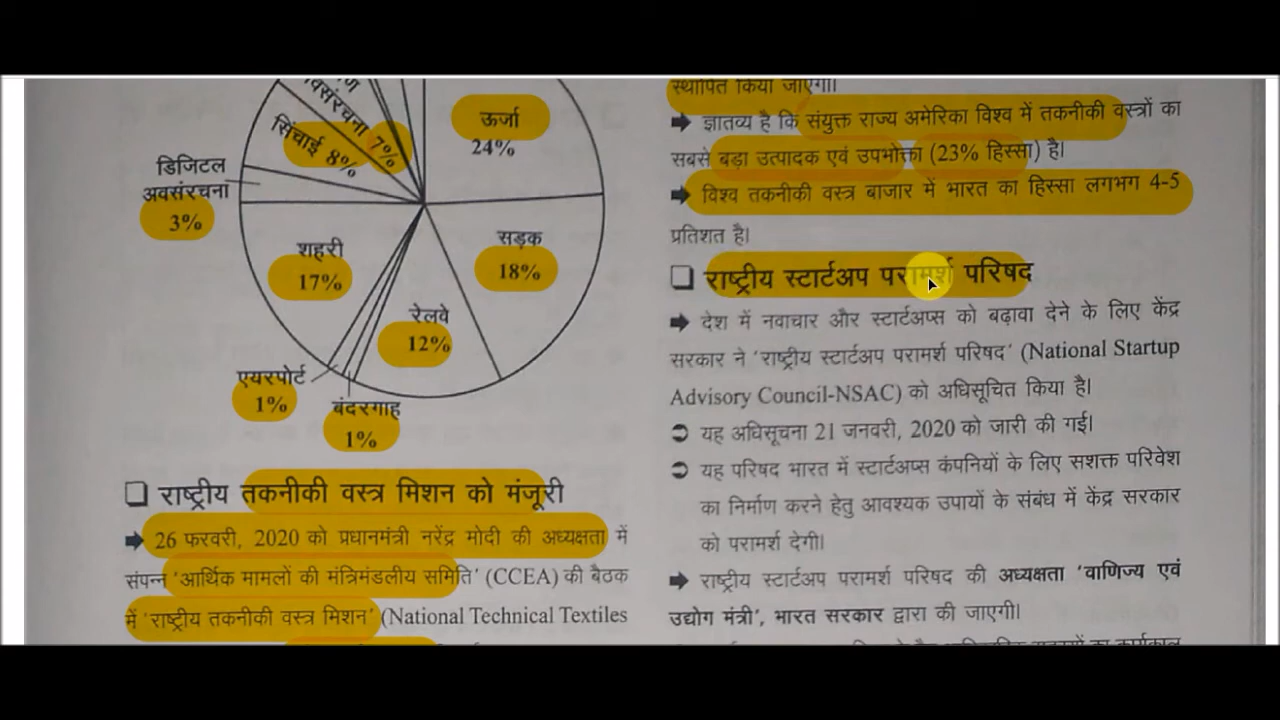 ऊर्जा
24%
सिंचाई 8%
7%
डिजिटल
अवसंरचना
3%
शहरी
17%
सड़क
18%
रेलवे
12%
एयरपोर्ट
1%
बंदरगाह
1%
❑ राष्ट्रीय तकनीकी वस्त्र मिशन को मंजूरी
➡ 26 फरवरी, 2020 को प्रधानमंत्री नरेंद्र मोदी की अध्यक्षता में
संपन्न ‘आर्थिक मामलों की मंत्रिमंडलीय समिति’ (CCEA) की बैठक
में ‘राष्ट्रीय तकनीकी वस्त्र मिशन’ (National Technical Textiles
स्थापित किया जाएगा।
➡ ज्ञातव्य है कि संयुक्त राज्य अमेरिका विश्व में तकनीकी वस्त्रों का
सबसे बड़ा उत्पादक एवं उपभोक्ता (23% हिस्सा) है।
➡ विश्व तकनीकी वस्त्र बाजार में भारत का हिस्सा लगभग 4-5
प्रतिशत है।
❑ राष्ट्रीय स्टार्टअप परामर्श परिषद
➡ देश में नवाचार और स्टार्टअप्स को बढ़ावा देने के लिए केंद्र
सरकार ने ‘राष्ट्रीय स्टार्टअप परामर्श परिषद’ (National Startup
Advisory Council-NSAC) को अधिसूचित किया है।
➲ यह अधिसूचना 21 जनवरी, 2020 को जारी की गई।
➲ यह परिषद भारत में स्टार्टअप्स कंपनियों के लिए सशक्त परिवेश
का निर्माण करने हेतु आवश्यक उपायों के संबंध में केंद्र सरकार
को परामर्श देगी।
➡ राष्ट्रीय स्टार्टअप परामर्श परिषद की अध्यक्षता ‘वाणिज्य एवं
उद्योग मंत्री’, भारत सरकार द्वारा की जाएगी।